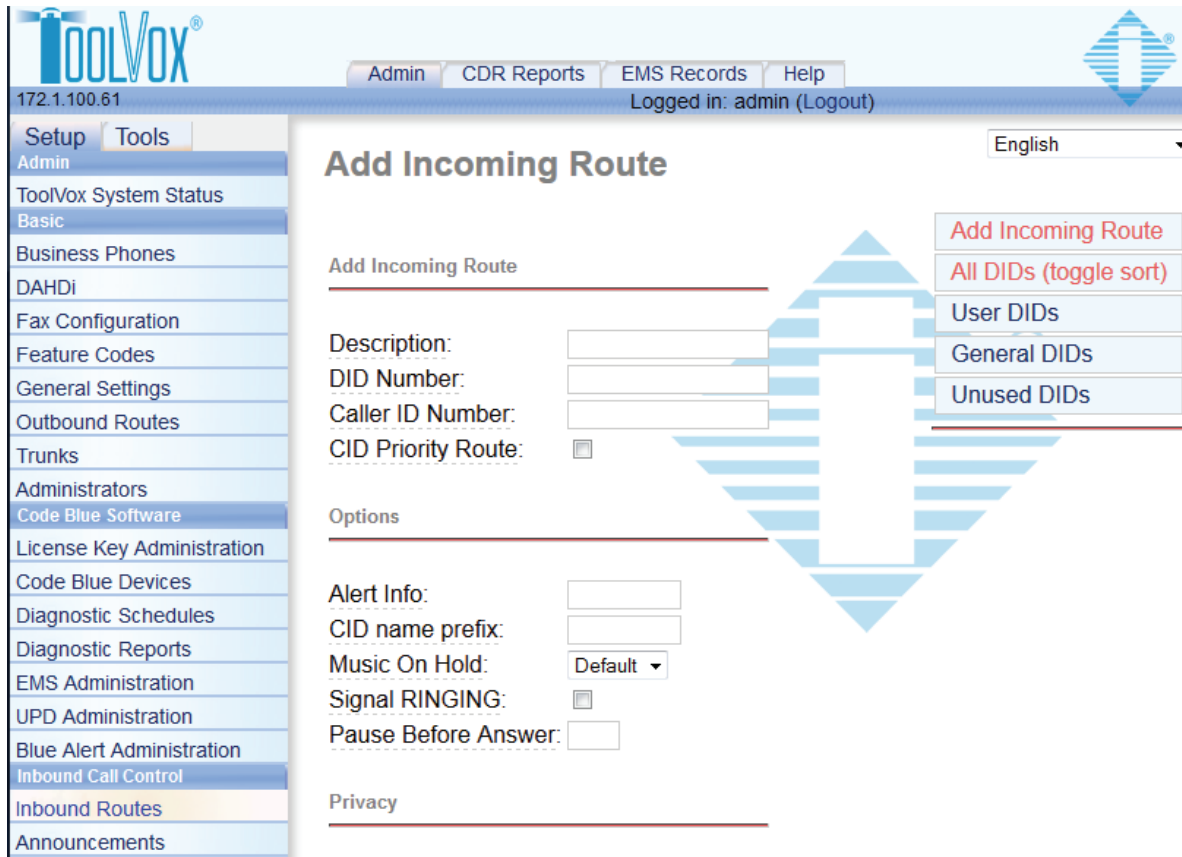 TOOLVOX®
Admin CDR Reports EMS Records Help
172.1.100.61 Logged in: admin (Logout)
Setup Tools
Admin
ToolVox System Status
Basic
Business Phones
DAHDi
Fax Configuration
Feature Codes
General Settings
Outbound Routes
Trunks
Administrators
Code Blue Software
License Key Administration
Code Blue Devices
Diagnostic Schedules
Diagnostic Reports
EMS Administration
UPD Administration
Blue Alert Administration
Inbound Call Control
Inbound Routes
Announcements
English
Add Incoming Route
Add Incoming Route
Description:
DID Number:
Caller ID Number:
CID Priority Route:
Options
Alert Info:
CID name prefix:
Music On Hold: Default
Signal RINGING:
Pause Before Answer:
Privacy
Add Incoming Route
All DIDs (toggle sort)
User DIDs
General DIDs
Unused DIDs